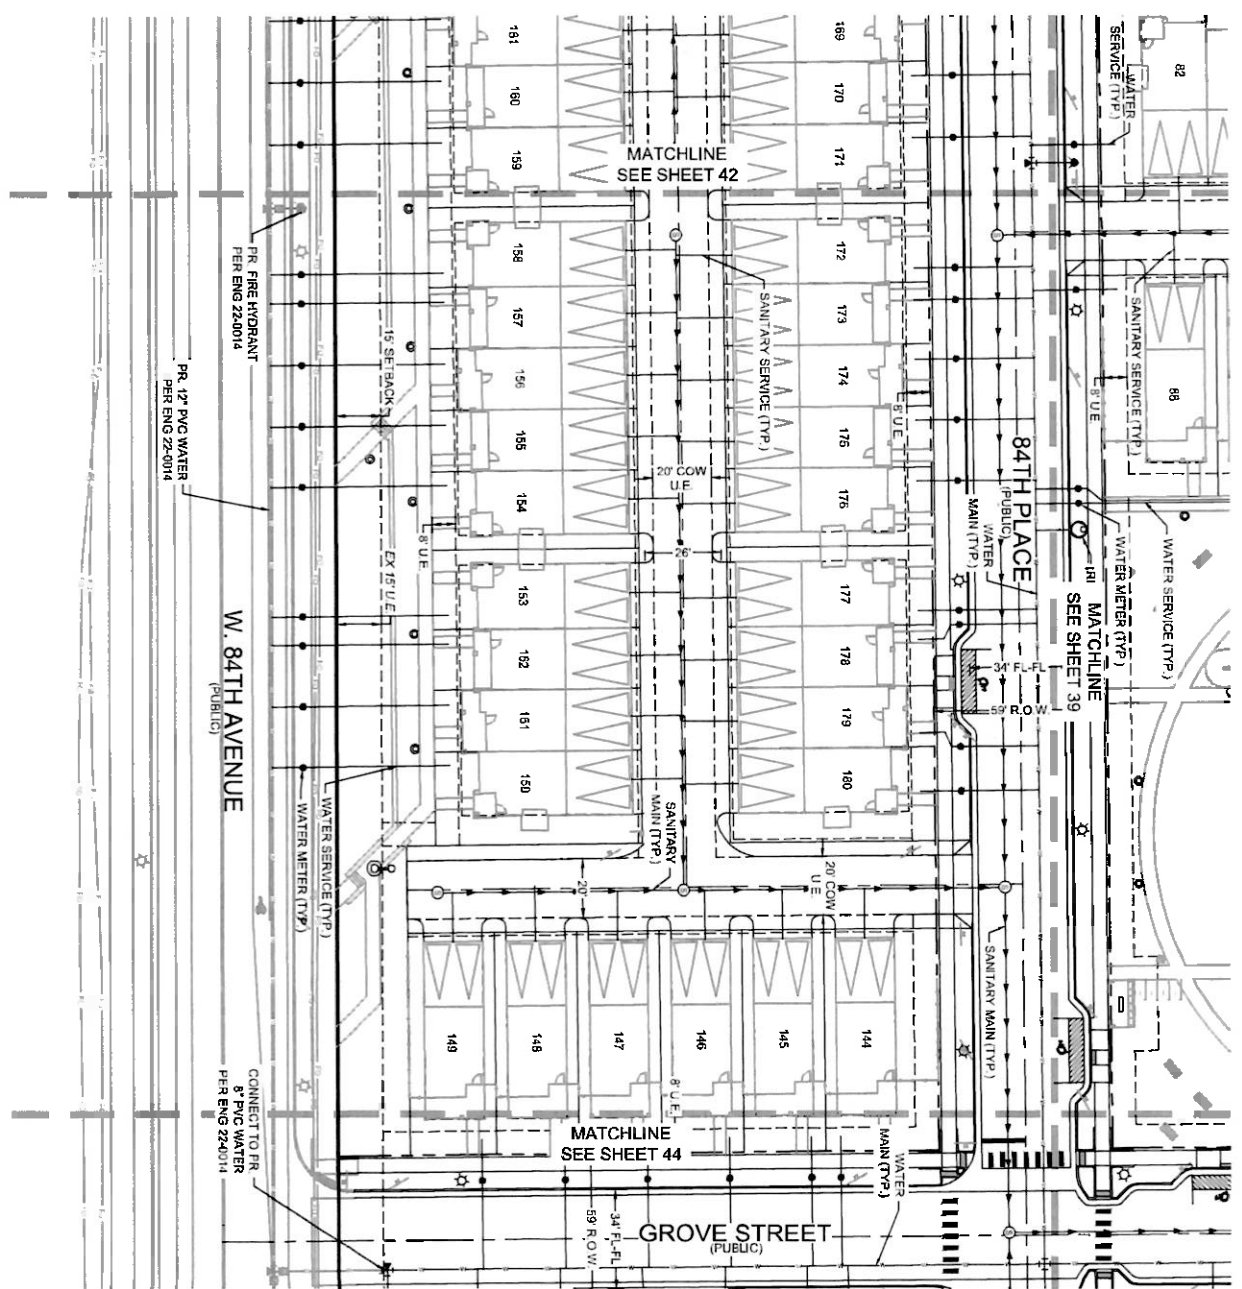 161
160
159
MATCHLINE
SEE SHEET 42
169
170
171
WATER
SERVICE (TYP.)
82
PR. FIRE HYDRANT
PER ENG 22-0014
PR. 12" PVC WATER
PER ENG 22-0014
15' SETBACK
158
157
156
155
154
8' U.E.
EX 15' U.E.
SANITARY SERVICE (TYP.)
20' COW
U.E.
26'
172
173
174
175
176
8' U.E.
84TH PLACE
(PUBLIC)
WATER
MAIN (TYP.)
8' U.E.
SANITARY SERVICE (TYP.)
88
WATER SERVICE (TYP.)
WATER METER (TYP.)
IRI
MATCHLINE
SEE SHEET 39
W. 84TH AVENUE
(PUBLIC)
153
152
151
150
177
178
179
180
34' FL-FL
59' R.O.W.
WATER SERVICE (TYP.)
WATER METER (TYP.)
SANITARY
MAIN (TYP.)
20'
20' COW
U.E.
SANITARY MAIN (TYP.)
149
148
147
146
145
144
8' U.E.
CONNECT TO PR.
8" PVC WATER
PER ENG 22-0014
MATCHLINE
SEE SHEET 44
WATER
MAIN (TYP.)
34' FL-FL
59' R.O.W.
GROVE STREET
(PUBLIC)